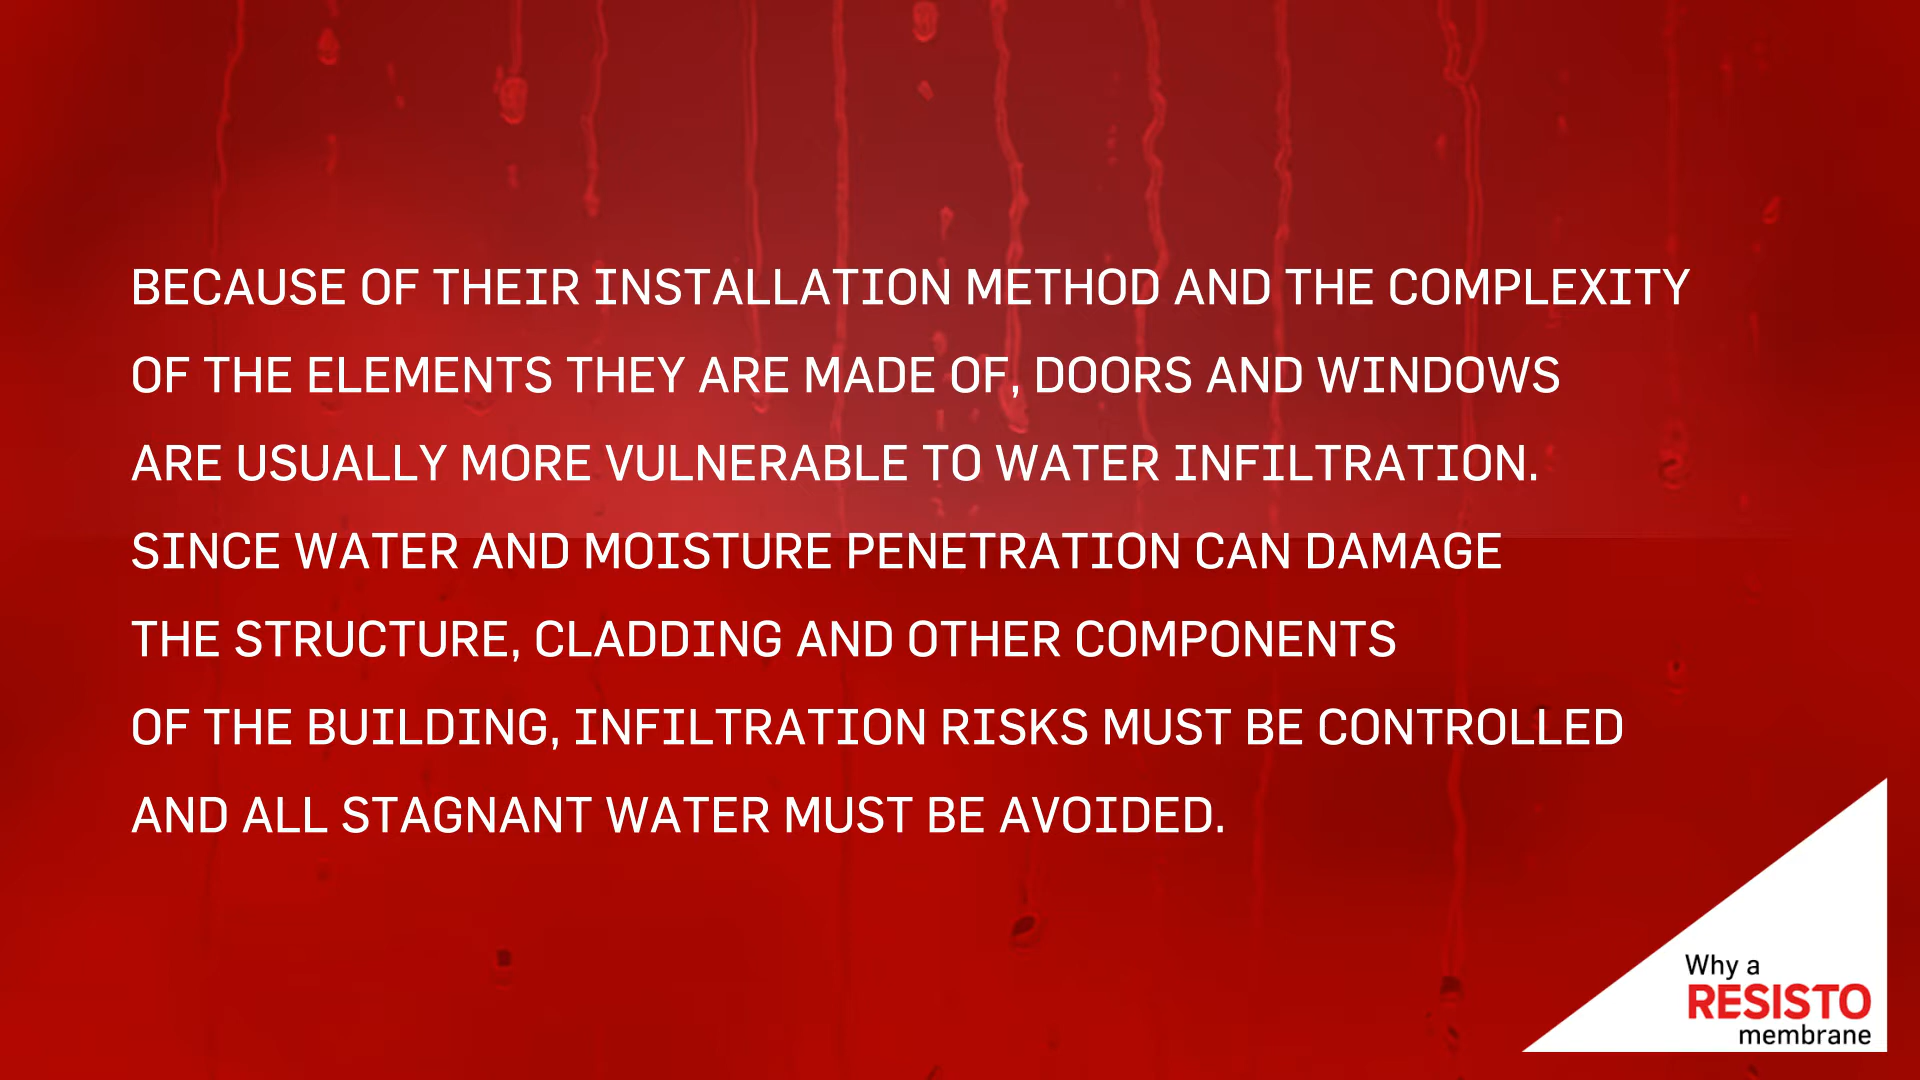 BECAUSE OF THEIR INSTALLATION METHOD AND THE COMPLEXITY
OF THE ELEMENTS THEY ARE MADE OF, DOORS AND WINDOWS
ARE USUALLY MORE VULNERABLE TO WATER INFILTRATION.
SINCE WATER AND MOISTURE PENETRATION CAN DAMAGE
THE STRUCTURE, CLADDING AND OTHER COMPONENTS
OF THE BUILDING, INFILTRATION RISKS MUST BE CONTROLLED
AND ALL STAGNANT WATER MUST BE AVOIDED.
Why a
RESISTO
membrane